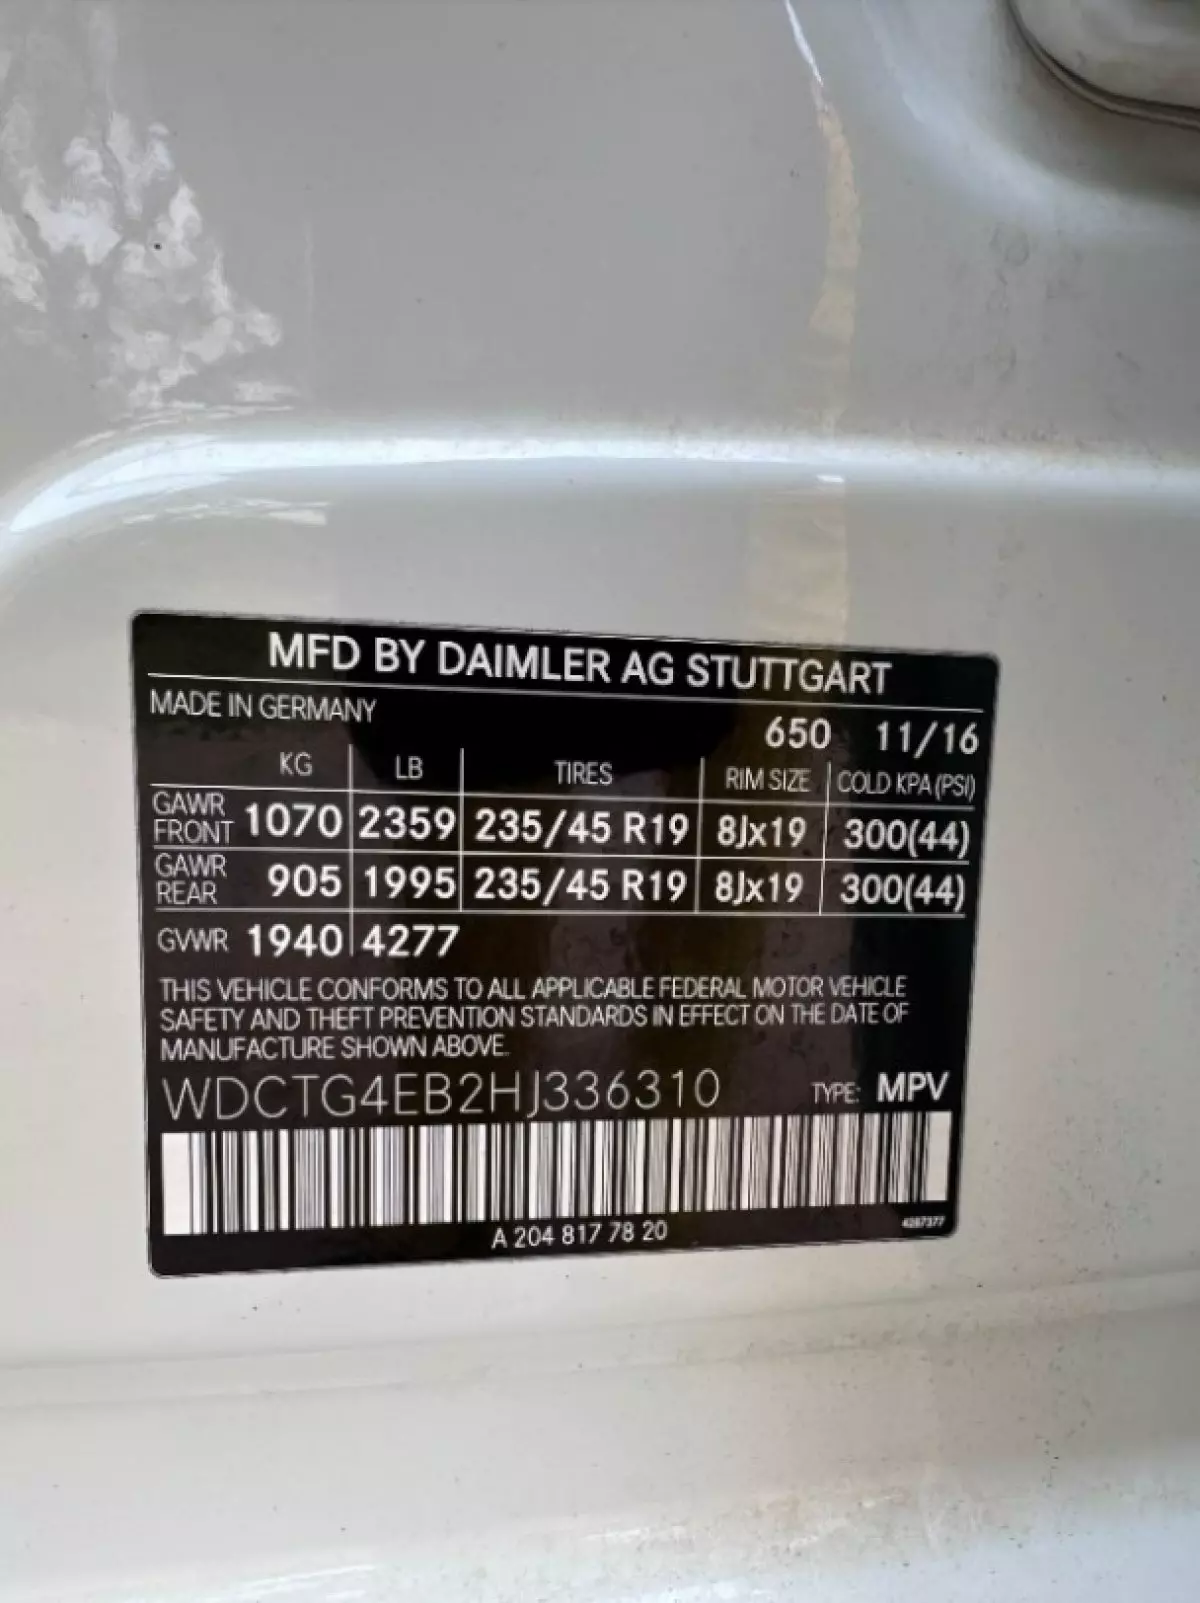 MFD BY DAIMLER AG STUTTGART
MADE IN GERMANY
650 11/16
KG LB TIRES RIM SIZE COLD KPA(PSI)
GAWR FRONT 1070 2359 235/45 R19 8Jx19 300(44)
GAWR REAR 905 1995 235/45 R19 8Jx19 300(44)
GVWR 1940 4277
THIS VEHICLE CONFORMS TO ALL APPLICABLE FEDERAL MOTOR VEHICLE
SAFETY AND THEFT PREVENTION STANDARDS IN EFFECT ON THE DATE OF
MANUFACTURE SHOWN ABOVE.
WDCTG4EB2HJ336310 TYPE: MPV
A 204 817 78 20
4287377